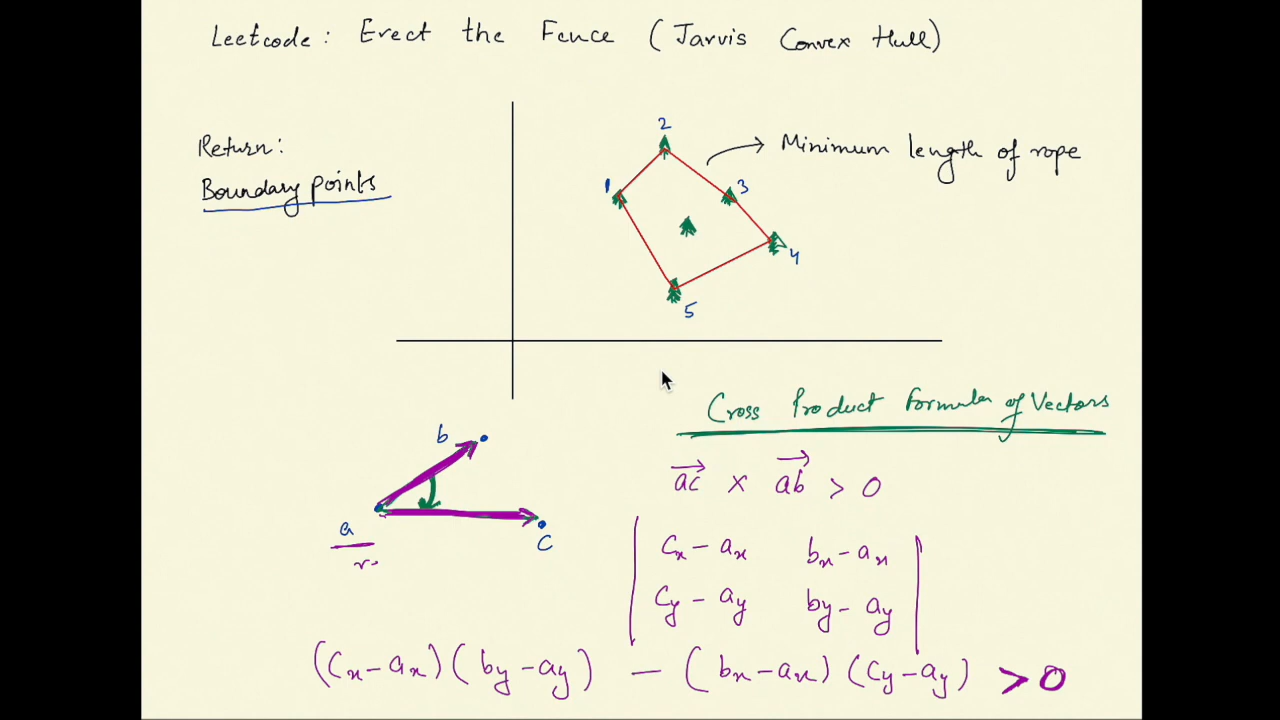 Leetcode: Erect the Fence (Jarvis Convex Hull)
Return:
Boundary points
2
1
3
4
5
Minimum length of rope
Cross Product Formula of Vectors
b
a
c
ac × ab > 0
Cx - ax bx - ax
Cy - ay by - ay
(Cx - ax)(by - ay) - (bx - ax)(Cy - ay) > 0